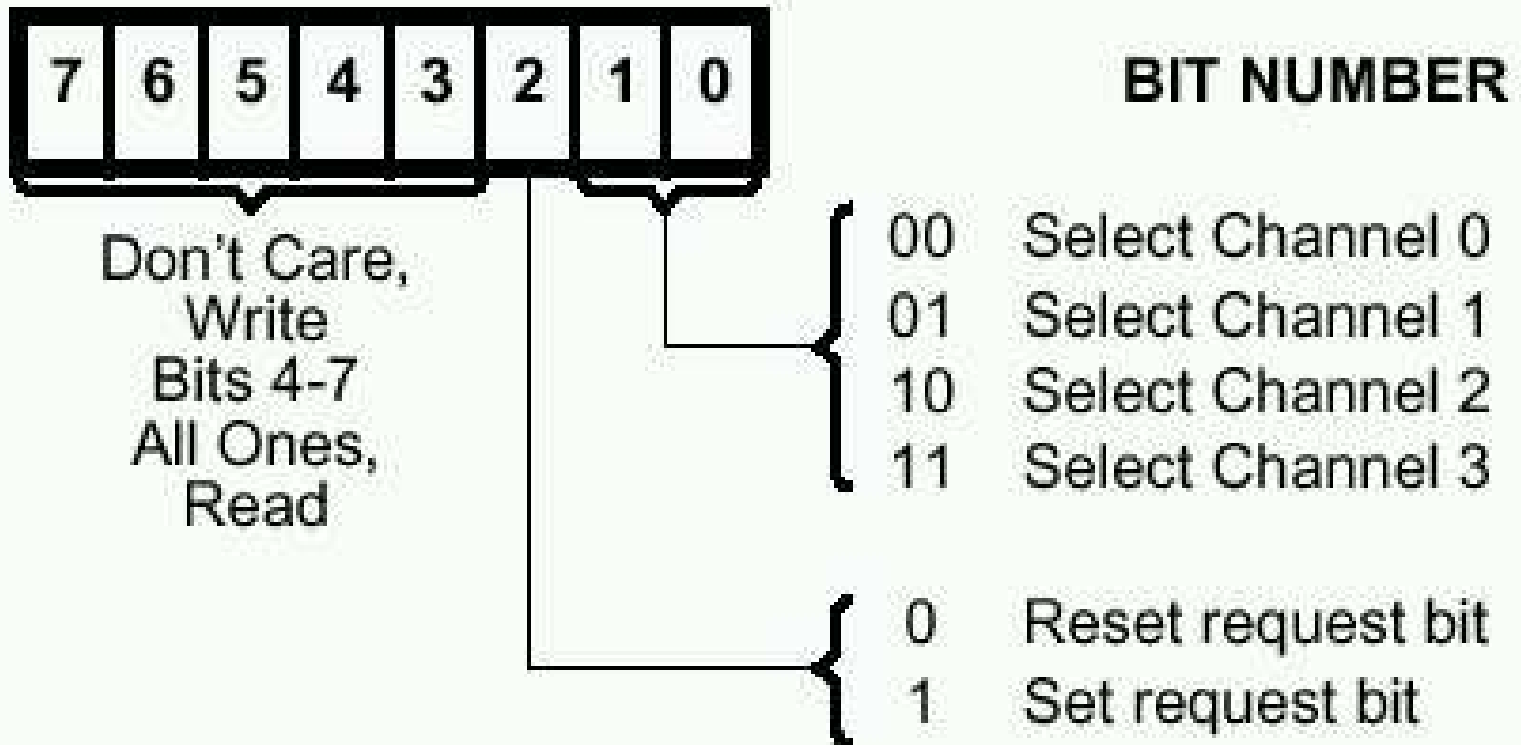 7 6 5 4 3 2 1 0 BIT NUMBER
Don't Care,
Write
Bits 4-7
All Ones,
Read
00 Select Channel 0
01 Select Channel 1
10 Select Channel 2
11 Select Channel 3
0 Reset request bit
1 Set request bit